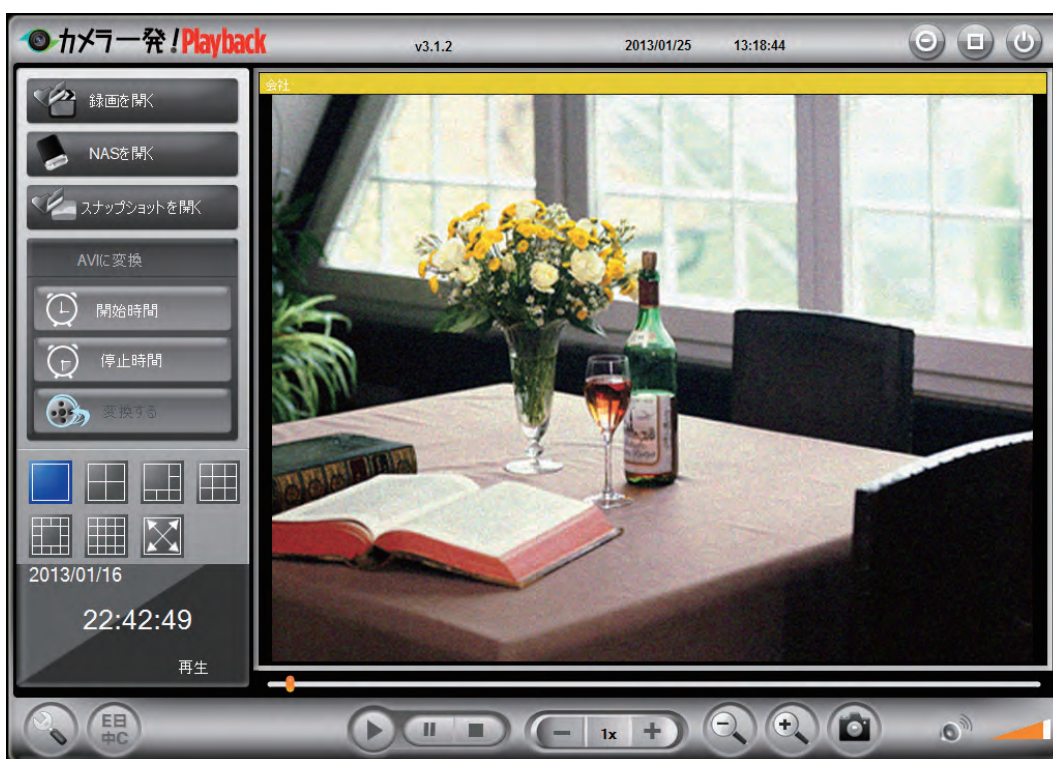 カメラ一発!Playback
v3.1.2
2013/01/25
13:18:44
録画を開く
NASを開く
スナップショットを開く
AVIに変換
開始時間
停止時間
変換する
2013/01/16
22:42:49
再生
会社
E日
中C
1x